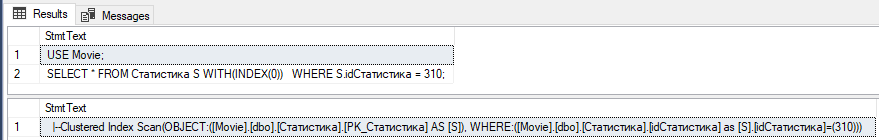 Results Messages
StmtText
1 USE Movie;
2 SELECT * FROM Статистика S WITH(INDEX(0)) WHERE S.idСтатистика = 310;
StmtText
1 |--Clustered Index Scan(OBJECT:([Movie].[dbo].[Статистика].[PK_Статистика] AS [S]), WHERE:([Movie].[dbo].[Статистика].[idСтатистика] as [S].[idСтатистика]=(310)))